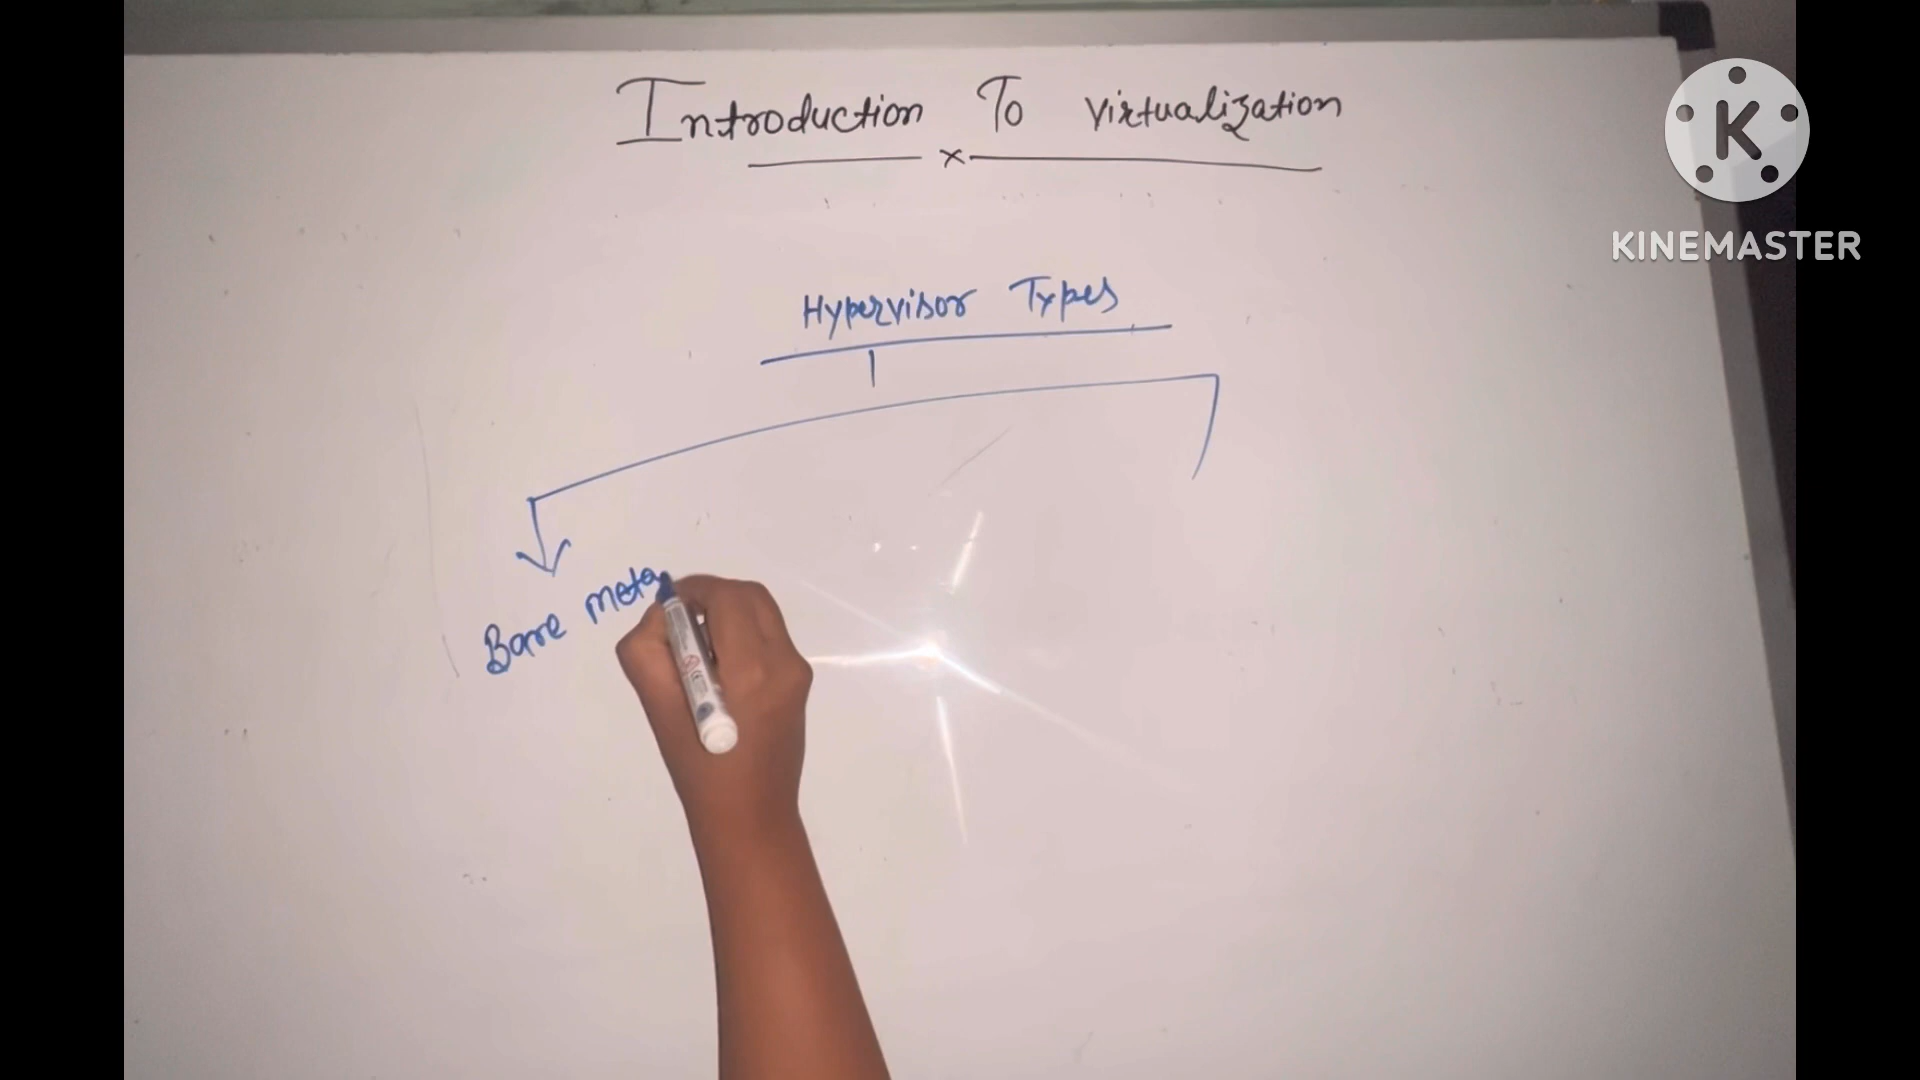 Introduction To Virtualization
x
K
KINEMASTER
Hypervisor Types
Bare meta